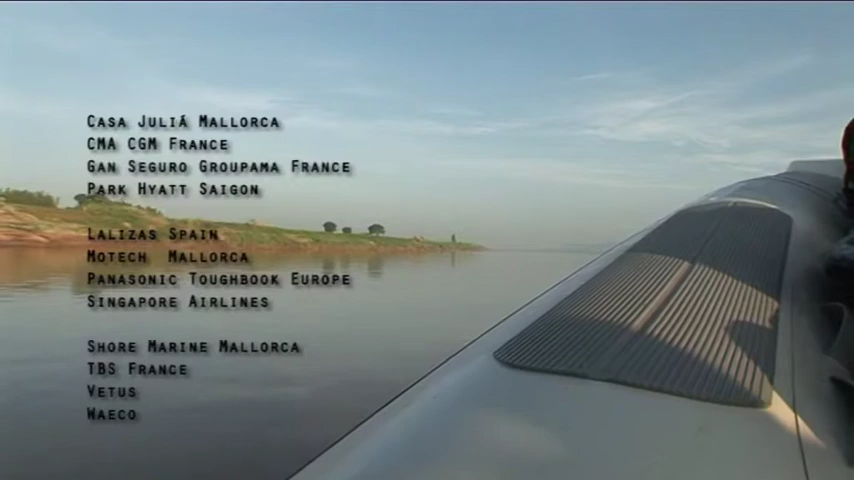 Casa Juliá Mallorca
CMA CGM France
Gan Seguro Groupama France
Park Hyatt Saigon
Lalizas Spain
Motech Mallorca
Panasonic Toughbook Europe
Singapore Airlines
Shore Marine Mallorca
TBS France
Vetus
Waeco